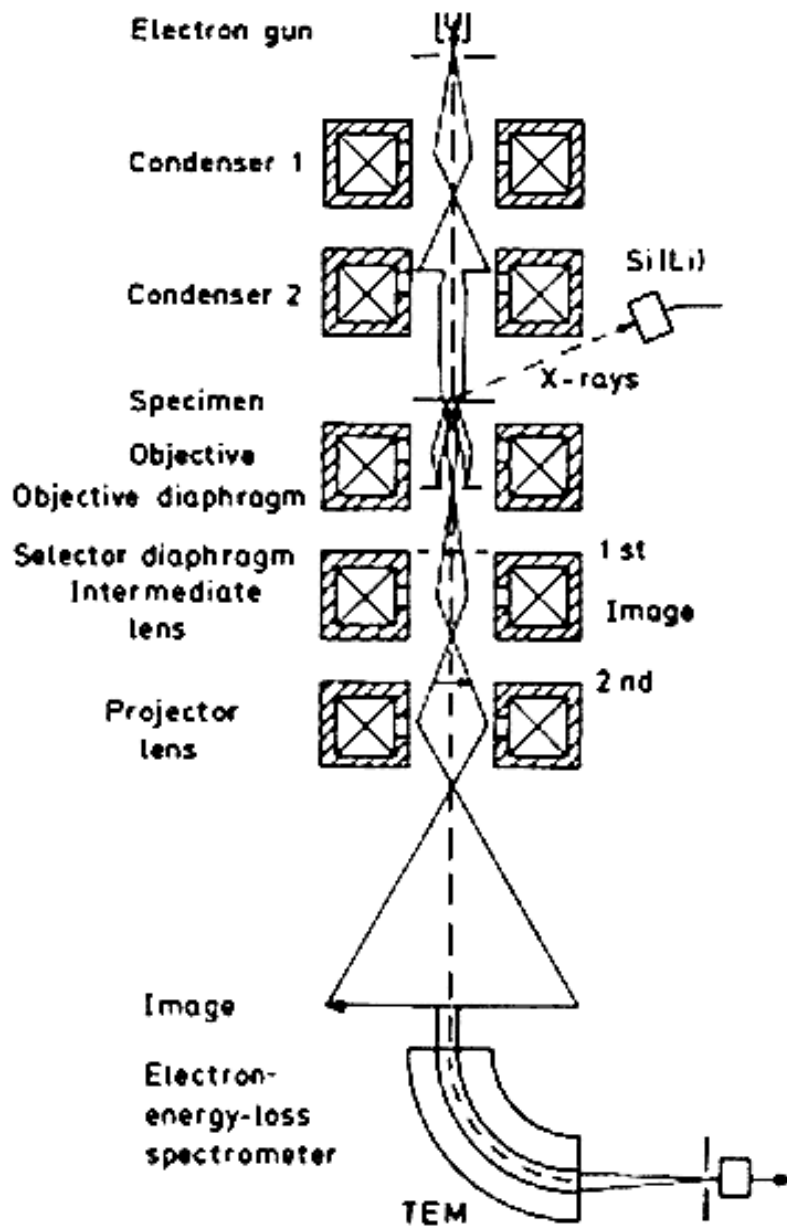 Electron gun
Condenser 1
Si(Li)
Condenser 2
X-rays
Specimen
Objective
Objective diaphragm
Selector diaphragm
1 st
Intermediate
lens
Image
2 nd
Projector
lens
Image
Electron-
energy-loss
spectrometer
TEM